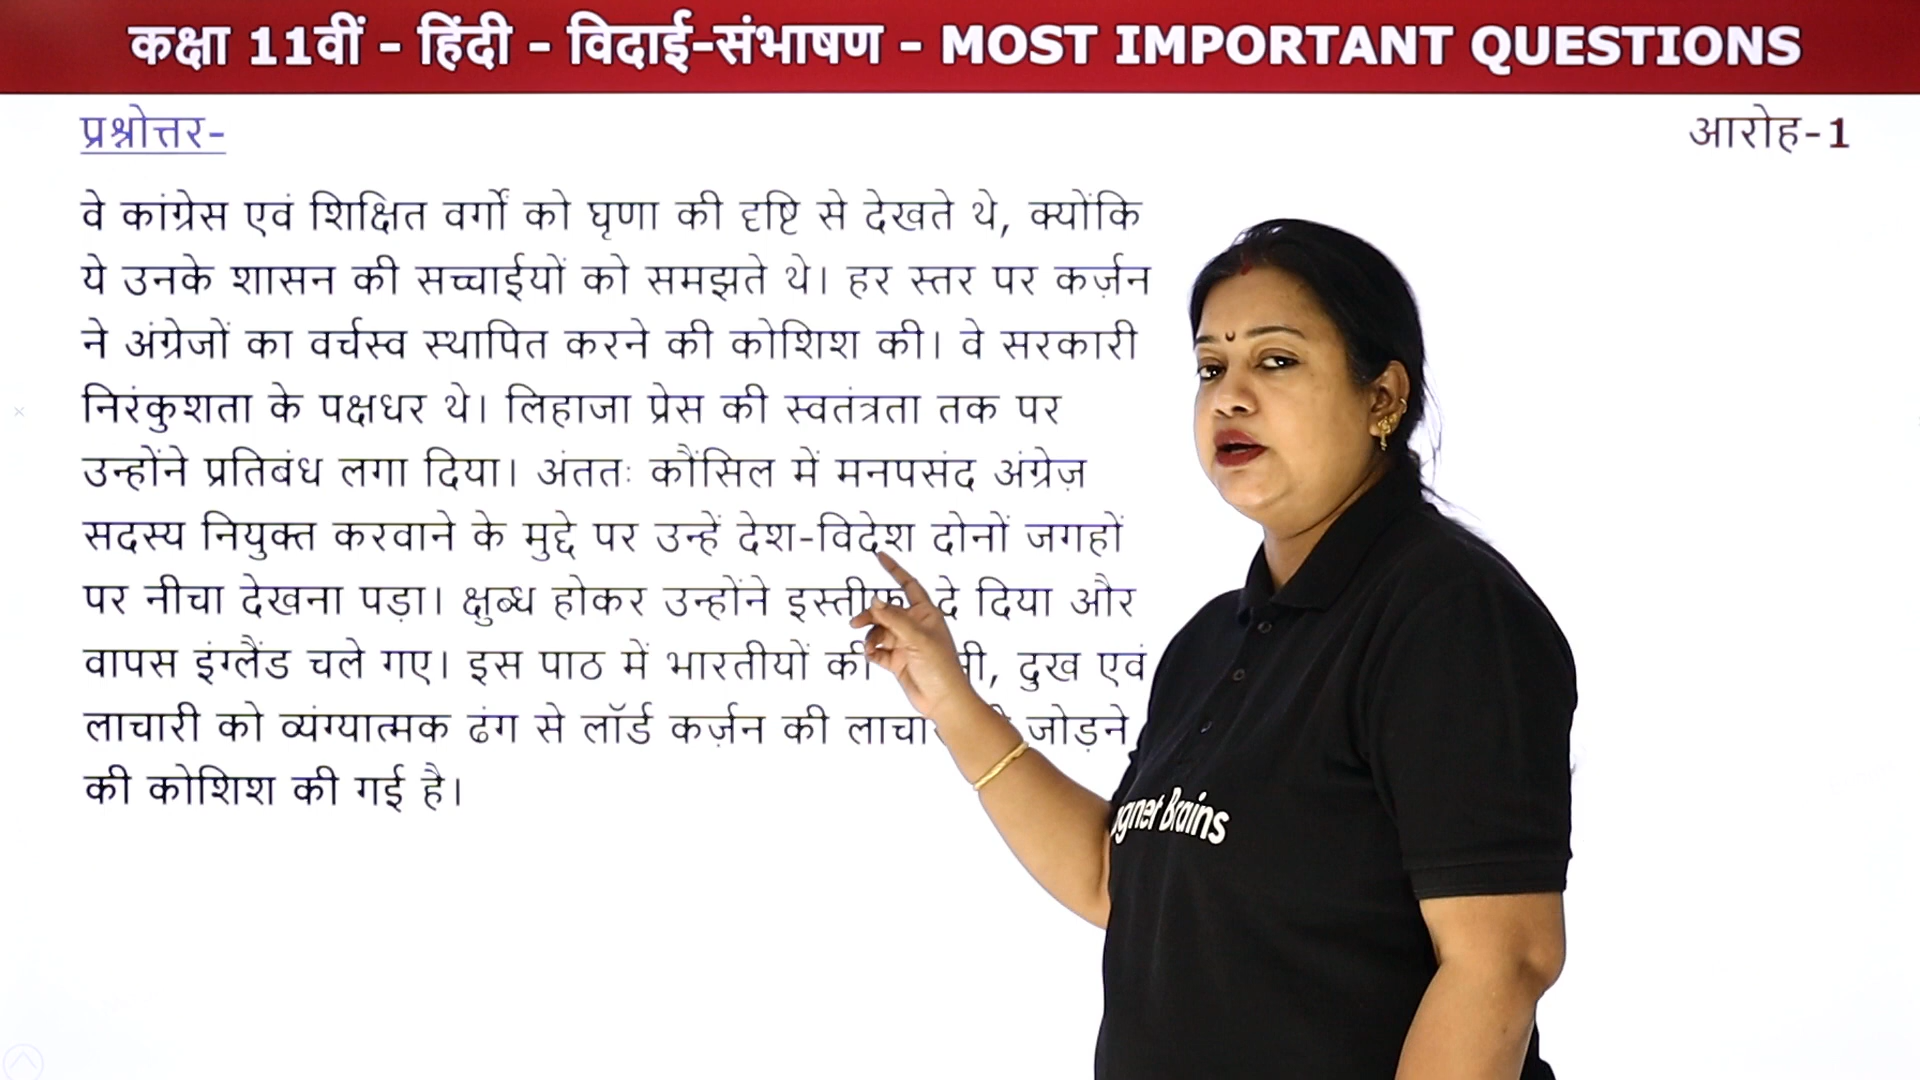 कक्षा 11वीं - हिंदी - विदाई-संभाषण - MOST IMPORTANT QUESTIONS
प्रश्नोत्तर-
आरोह-1
वे कांग्रेस एवं शिक्षित वर्गों को घृणा की दृष्टि से देखते थे, क्योंकि
ये उनके शासन की सच्चाईयों को समझते थे। हर स्तर पर कर्ज़न
ने अंग्रेजों का वर्चस्व स्थापित करने की कोशिश की। वे सरकारी
निरंकुशता के पक्षधर थे। लिहाजा प्रेस की स्वतंत्रता तक पर
उन्होंने प्रतिबंध लगा दिया। अंततः कौंसिल में मनपसंद अंग्रेज़
सदस्य नियुक्त करवाने के मुद्दे पर उन्हें देश-विदेश दोनों जगहों
पर नीचा देखना पड़ा। क्षुब्ध होकर उन्होंने दे दिया और
वापस इंग्लैंड चले गए। इस पाठ में भारतीयों की दुख एवं
लाचारी को व्यंग्यात्मक ढंग से लॉर्ड कर्ज़न की जोड़ने
की कोशिश की गई है।
Brains